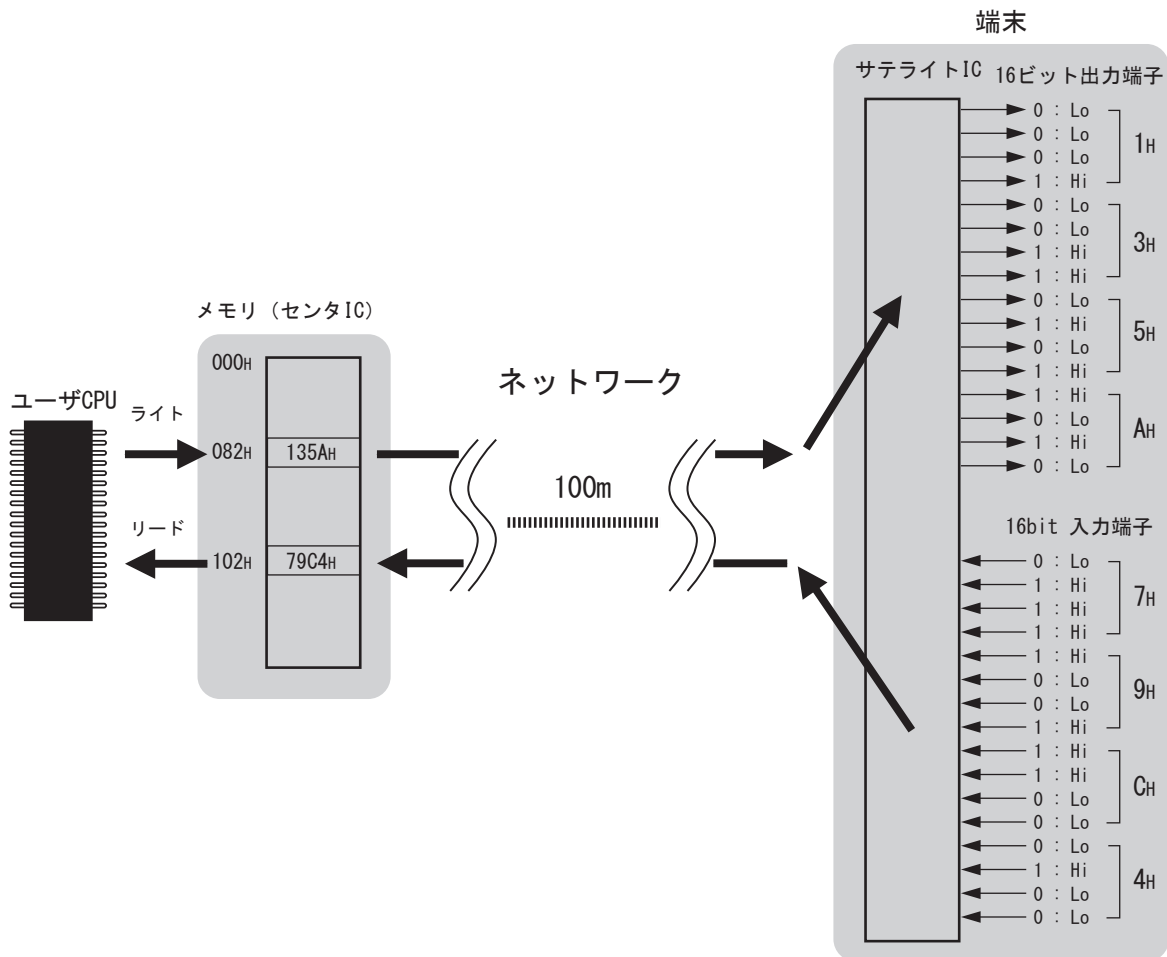 端末
サテライトIC
16ビット出力端子
0 : Lo
0 : Lo
0 : Lo
1 : Hi
1H
0 : Lo
0 : Lo
1 : Hi
1 : Hi
3H
0 : Lo
1 : Hi
0 : Lo
1 : Hi
5H
1 : Hi
0 : Lo
1 : Hi
0 : Lo
AH
メモリ（センタIC）
000H
ユーザCPU
ライト
082H
135AH
リード
102H
79C4H
ネットワーク
100m
16bit 入力端子
0 : Lo
1 : Hi
1 : Hi
1 : Hi
7H
1 : Hi
0 : Lo
0 : Lo
1 : Hi
9H
1 : Hi
1 : Hi
0 : Lo
0 : Lo
CH
0 : Lo
1 : Hi
0 : Lo
0 : Lo
4H